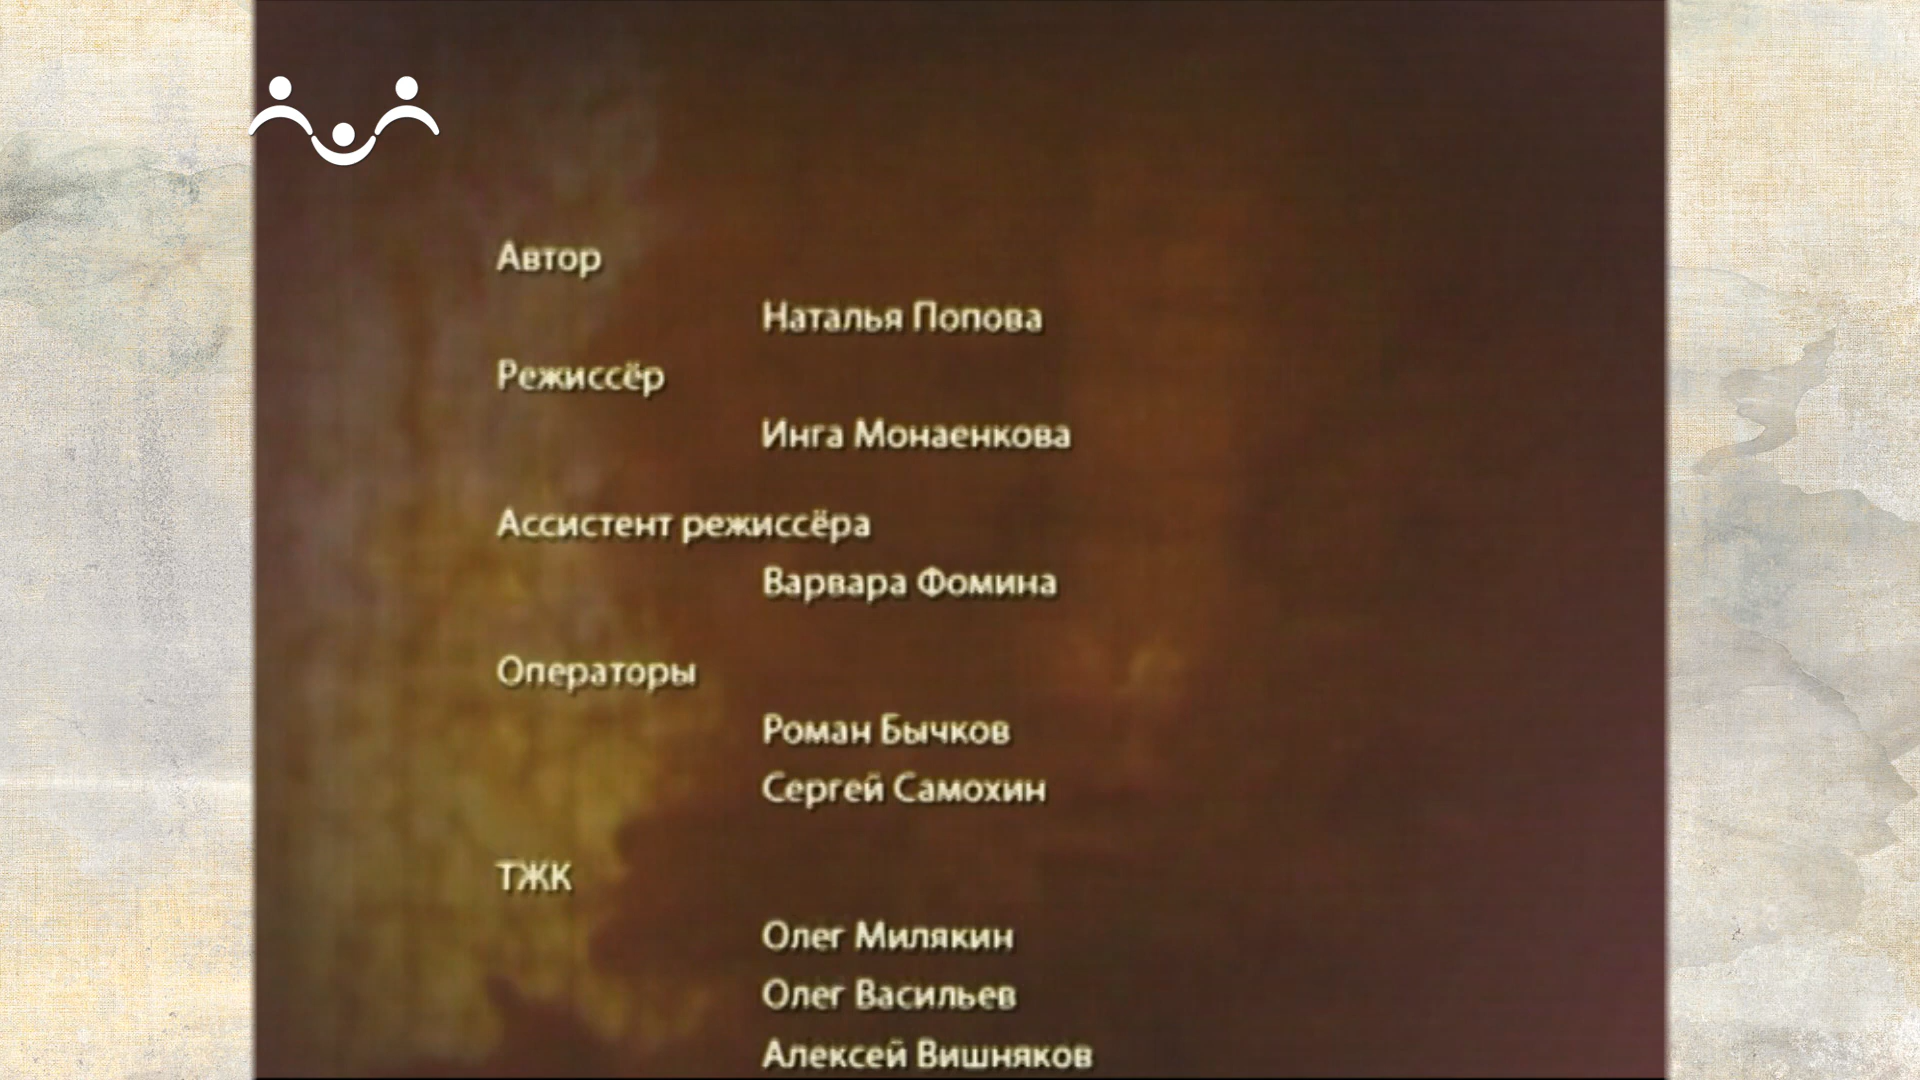 Автор
Наталья Попова
Режиссёр
Инга Монаенкова
Ассистент режиссёра
Варвара Фомина
Операторы
Роман Бычков
Сергей Самохин
ТЖК
Олег Милякин
Олег Васильев
Алексей Вишняков